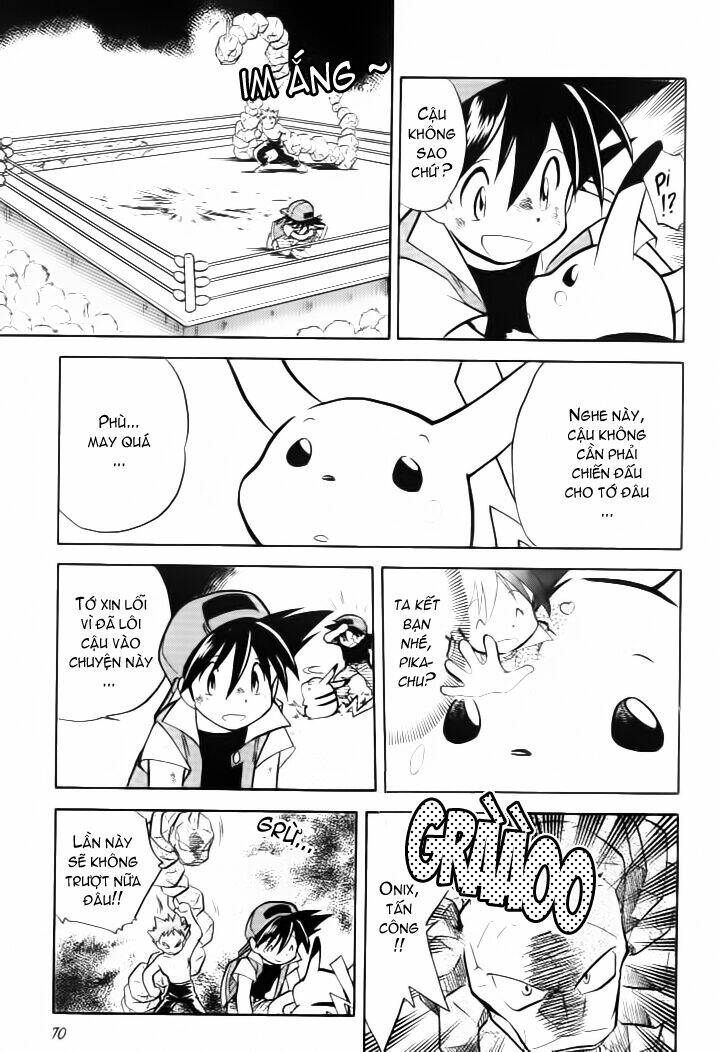 IM ẮNG ~
CẬU
KHÔNG
SAO
CHỨ?
PI
!?
PHÙ...
MAY QUÁ
...
NGHE NÀY,
CẬU KHÔNG
CẦN PHẢI
CHIẾN ĐẤU
CHO TỚ ĐÂU
...
TỚ XIN LỖI
VÌ ĐÃ LÔI
CẬU VÀO
CHUYỆN NÀY
...
TA KẾT
BẠN
NHÉ,
PIKA-
CHU?
LẦN NÀY
SẼ KHÔNG
TRƯỢT NỮA
ĐÂU!!
GRỪ...
GRÀÀOO
ONIX,
TẤN
CÔNG
!!
70